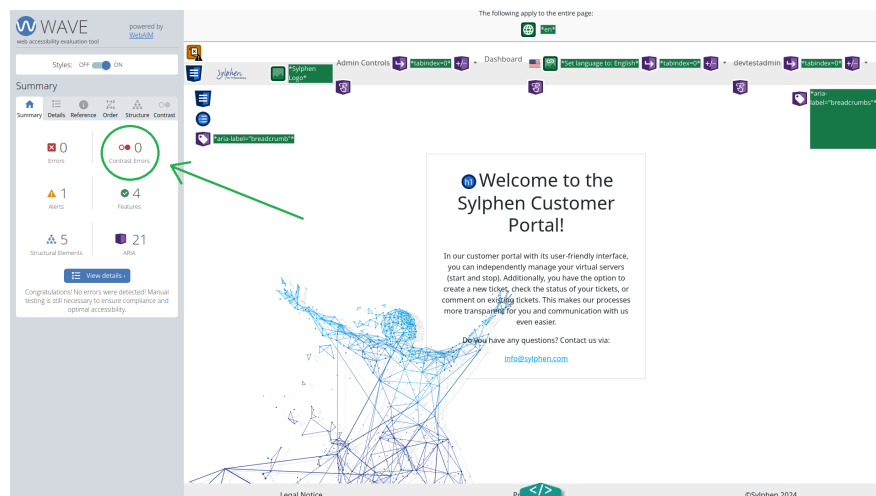 WAVE
powered by
WebAIM
web accessibility evaluation tool
Styles: OFF ON
Summary
Summary Details Reference Order Structure Contrast
0
Errors
0
Contrast Errors
1
Alerts
4
Features
5
Structural Elements
21
ARIA
View details ›
Congratulations! No errors were detected! Manual
testing is still necessary to ensure compliance and
optimal accessibility.
The following apply to the entire page:
*en*
Sylphen
*Sylphen
Logo*
Admin Controls *tabindex=0* +/-
Dashboard
*Set language to: English* *tabindex=0* +/-
devtestadmin *tabindex=0* +/-
*aria-label="breadcrumb"*
*aria-
label="breadcrumbs"*
h1 Welcome to the
Sylphen Customer
Portal!
In our customer portal with its user-friendly interface,
you can independently manage your virtual servers
(start and stop). Additionally, you have the option to
create a new ticket, check the status of your tickets, or
comment on existing tickets. This makes our processes
more transparent for you and communication with us
even easier.
Do you have any questions? Contact us via:
info@sylphen.com
Legal Notice
</>
©Sylphen 2024